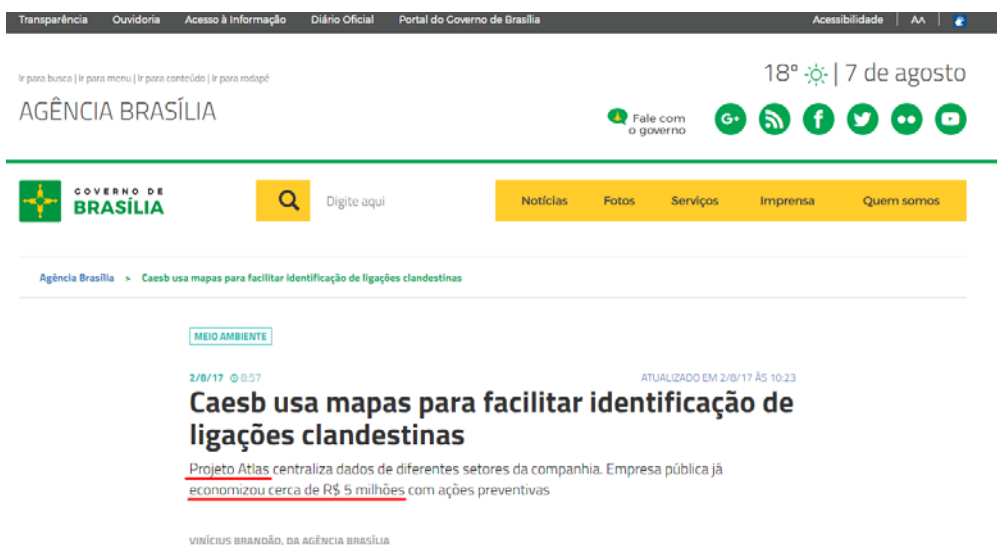 Transparência Ouvidoria Acesso à Informação Diário Oficial Portal do Governo de Brasília Acessibilidade AA
Ir para busca | Ir para menu | Ir para conteúdo | Ir para rodapé
18° | 7 de agosto
AGÊNCIA BRASÍLIA
Fale com
o governo
G+
GOVERNO DE
BRASÍLIA
Digite aqui
Notícias Fotos Serviços Imprensa Quem somos
Agência Brasília > Caesb usa mapas para facilitar identificação de ligações clandestinas
MEIO AMBIENTE
2/8/17 8:57 ATUALIZADO EM 2/8/17 ÀS 10:23
Caesb usa mapas para facilitar identificação de
ligações clandestinas
Projeto Atlas centraliza dados de diferentes setores da companhia. Empresa pública já
economizou cerca de R$ 5 milhões com ações preventivas
VINÍCIUS BRANDÃO, DA AGÊNCIA BRASÍLIA